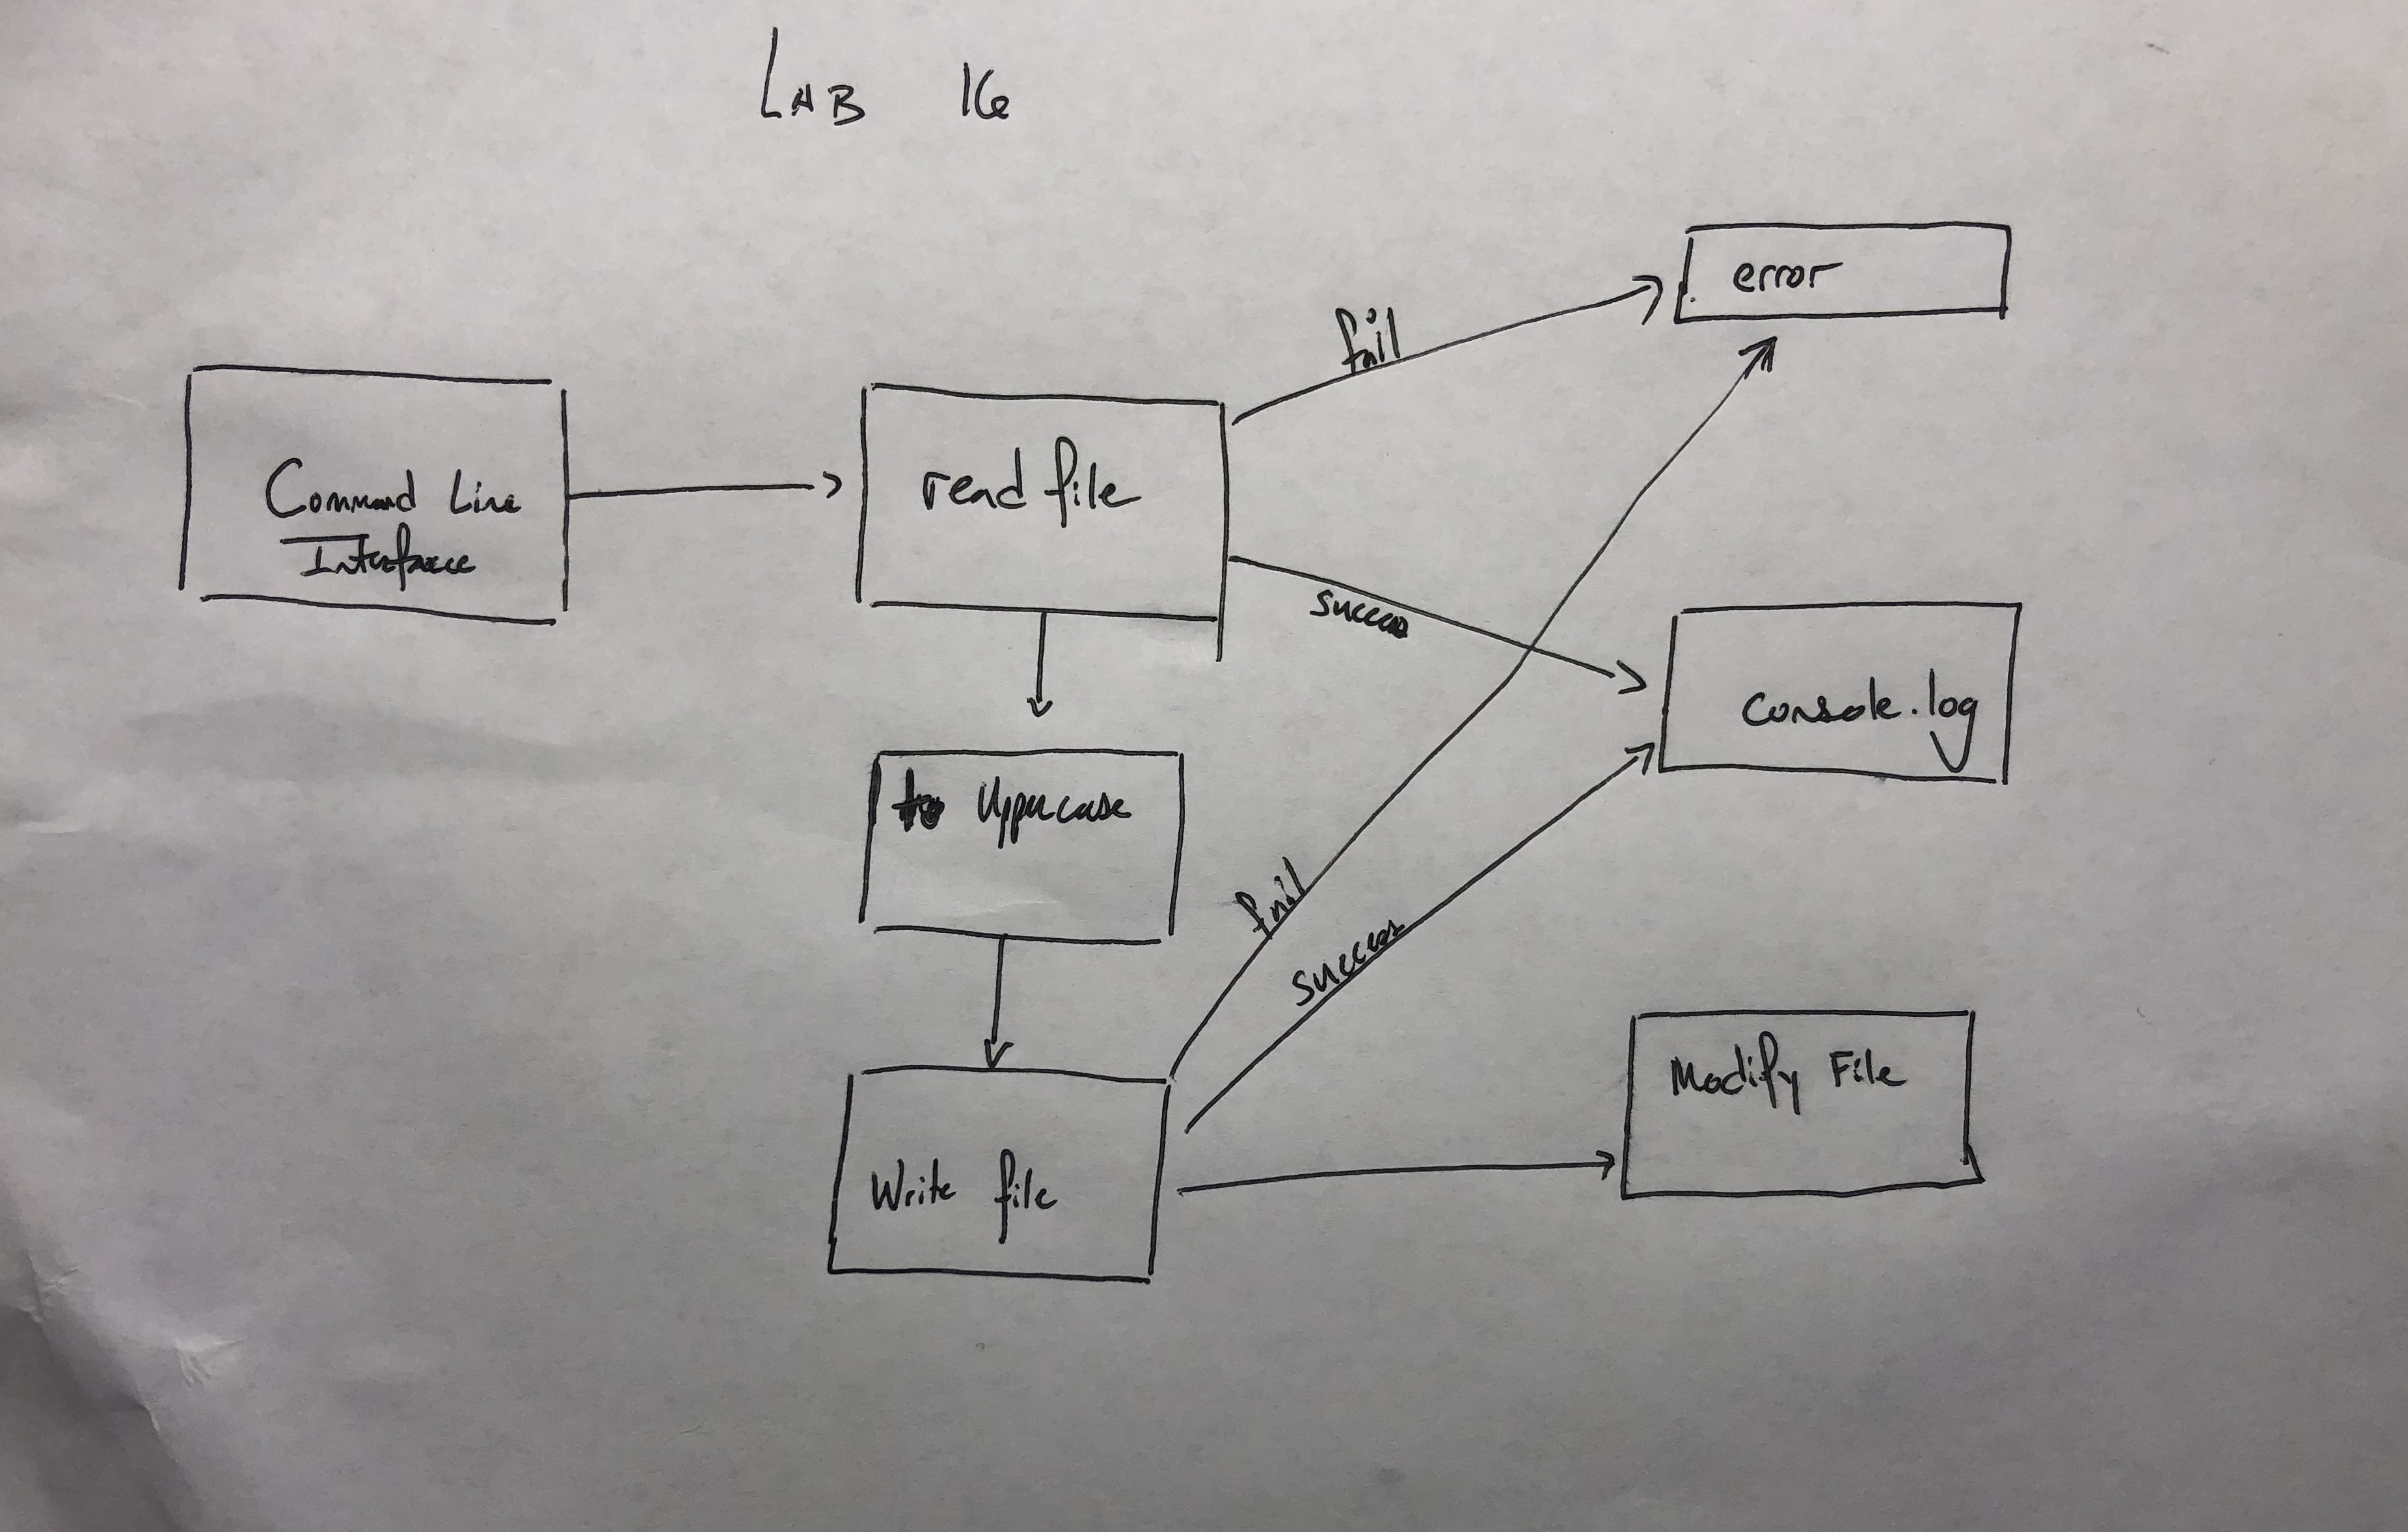 LAB 16
error
fail
Command Line
Interface
read file
success
console.log
to Uppercase
fail
success
Modify File
Write file